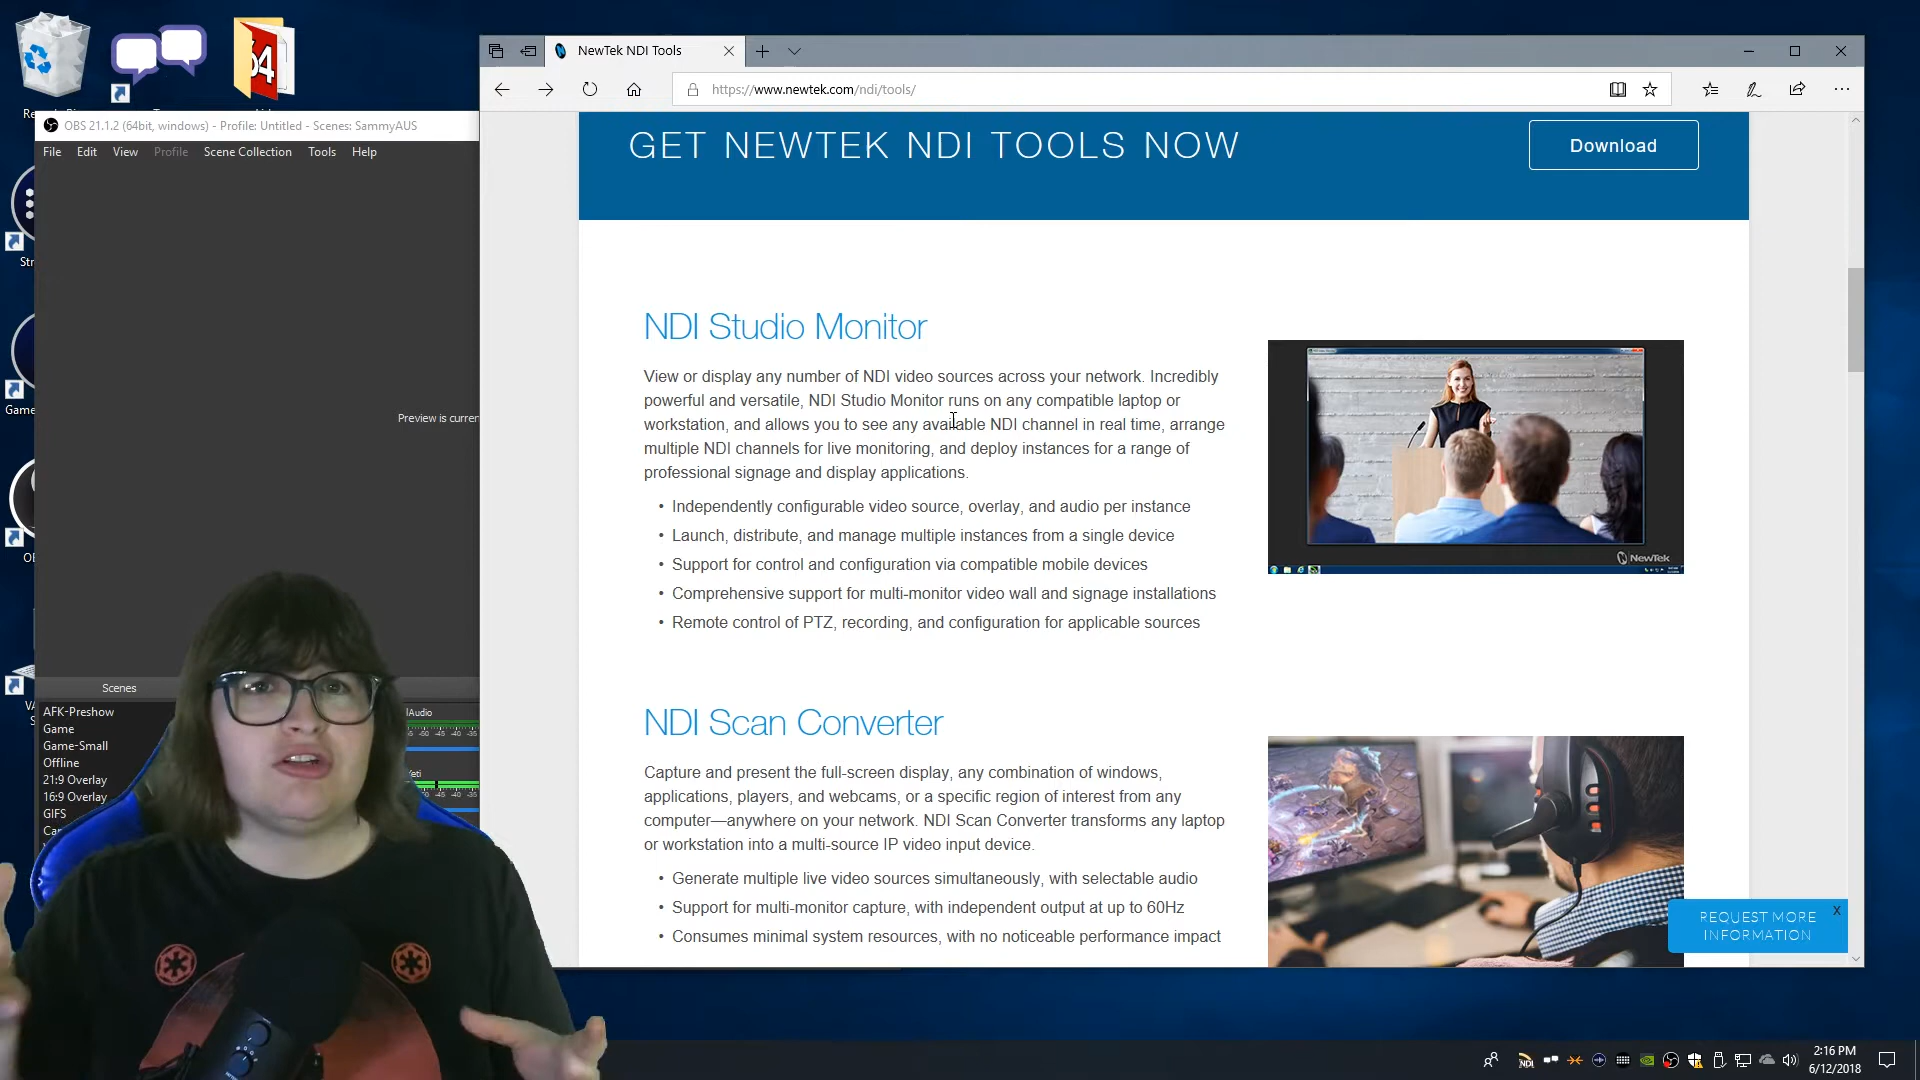 NewTek NDI Tools
https://www.newtek.com/ndi/tools/
OBS 21.1.2 (64bit, windows) - Profile: Untitled - Scenes: SammyAUS
File Edit View Profile Scene Collection Tools Help
GET NEWTEK NDI TOOLS NOW
Download
NDI Studio Monitor
View or display any number of NDI video sources across your network. Incredibly
powerful and versatile, NDI Studio Monitor runs on any compatible laptop or
workstation, and allows you to see any available NDI channel in real time, arrange
multiple NDI channels for live monitoring, and deploy instances for a range of
professional signage and display applications.
• Independently configurable video source, overlay, and audio per instance
• Launch, distribute, and manage multiple instances from a single device
• Support for control and configuration via compatible mobile devices
• Comprehensive support for multi-monitor video wall and signage installations
• Remote control of PTZ, recording, and configuration for applicable sources
NewTek
NDI Scan Converter
Capture and present the full-screen display, any combination of windows,
applications, players, and webcams, or a specific region of interest from any
computer—anywhere on your network. NDI Scan Converter transforms any laptop
or workstation into a multi-source IP video input device.
• Generate multiple live video sources simultaneously, with selectable audio
• Support for multi-monitor capture, with independent output at up to 60Hz
• Consumes minimal system resources, with no noticeable performance impact
REQUEST MORE
INFORMATION
x
64
Str
Game
Preview is curren
Scenes
AFK-Preshow
Game
Game-Small
Offline
21:9 Overlay
16:9 Overlay
GIFS
NDI
2:16 PM
6/12/2018